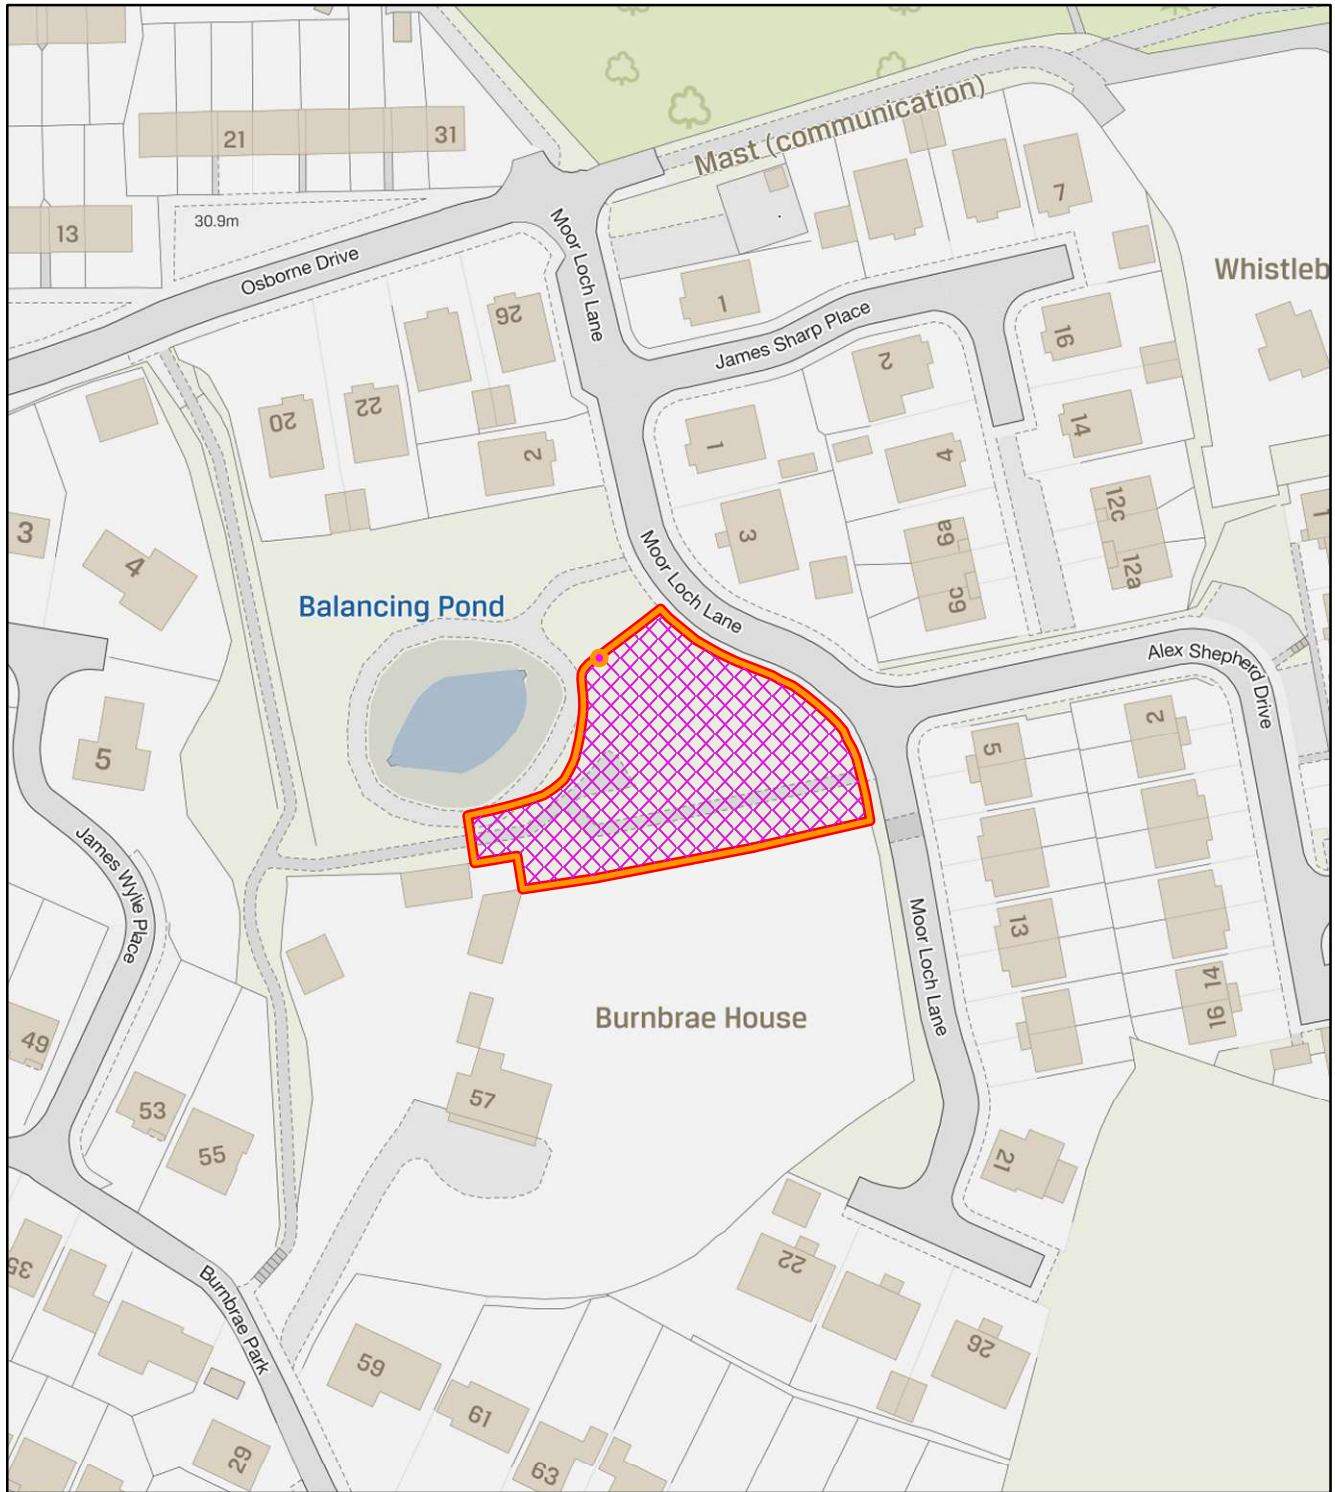 21
31
Mast (communication)
13
30.9m
Moor Loch Lane
7
Osborne Drive
Whistleb
1
26
James Sharp Place
16
2
20
22
1
14
2
4
3
12c
6a
3
4
12a
Moor Loch Lane
6c
Balancing Pond
Alex Shepherd Drive
2
5
5
James Wylie Place
13
Moor Loch Lane
14
16
Burnbrae House
49
57
53
55
21
22
35
Burnbrae Park
26
59
61
29
63